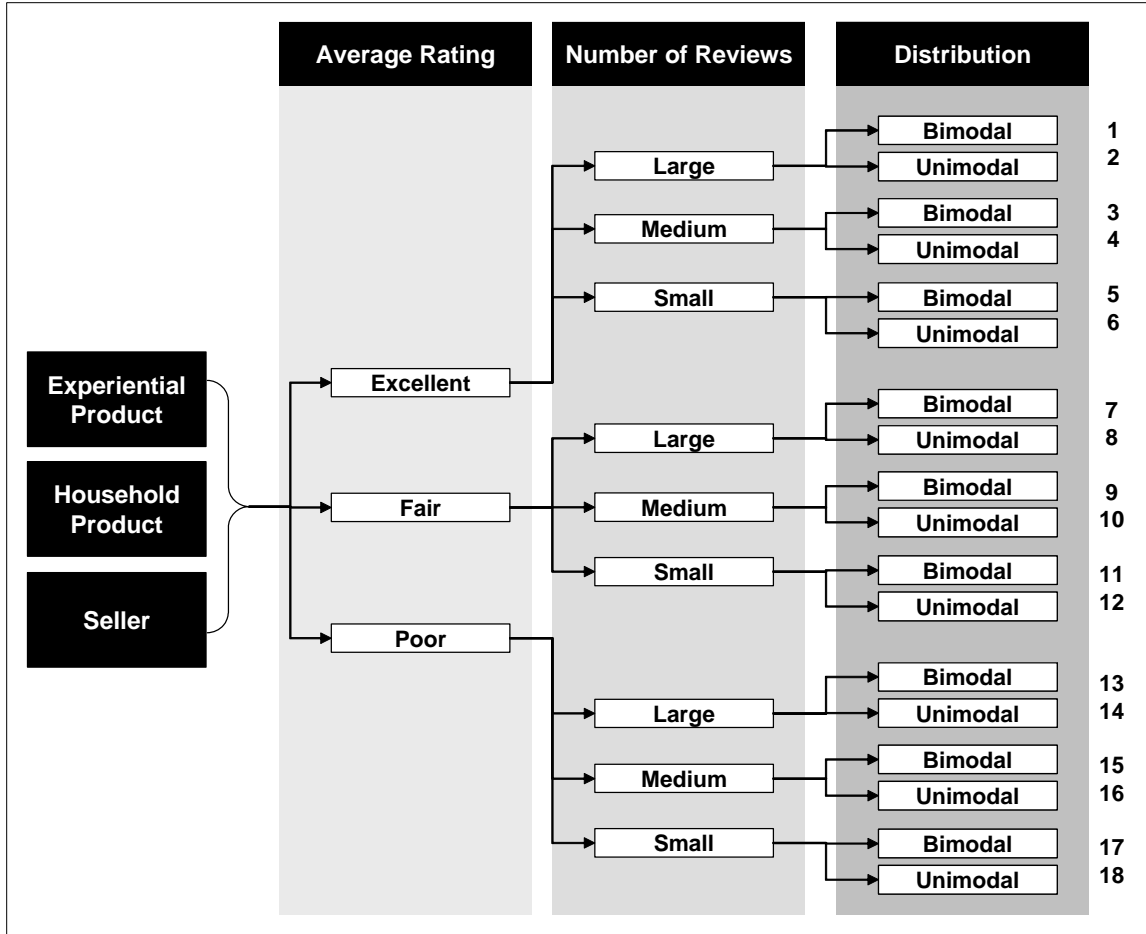 Average Rating
Number of Reviews
Distribution
Bimodal
1
Large
Unimodal
2
Medium
Bimodal
3
Unimodal
4
Small
Bimodal
5
Unimodal
6
Experiential
Product
Excellent
Large
Bimodal
7
Unimodal
8
Household
Product
Fair
Medium
Bimodal
9
Unimodal
10
Small
Bimodal
11
Unimodal
12
Seller
Poor
Large
Bimodal
13
Unimodal
14
Medium
Bimodal
15
Unimodal
16
Small
Bimodal
17
Unimodal
18